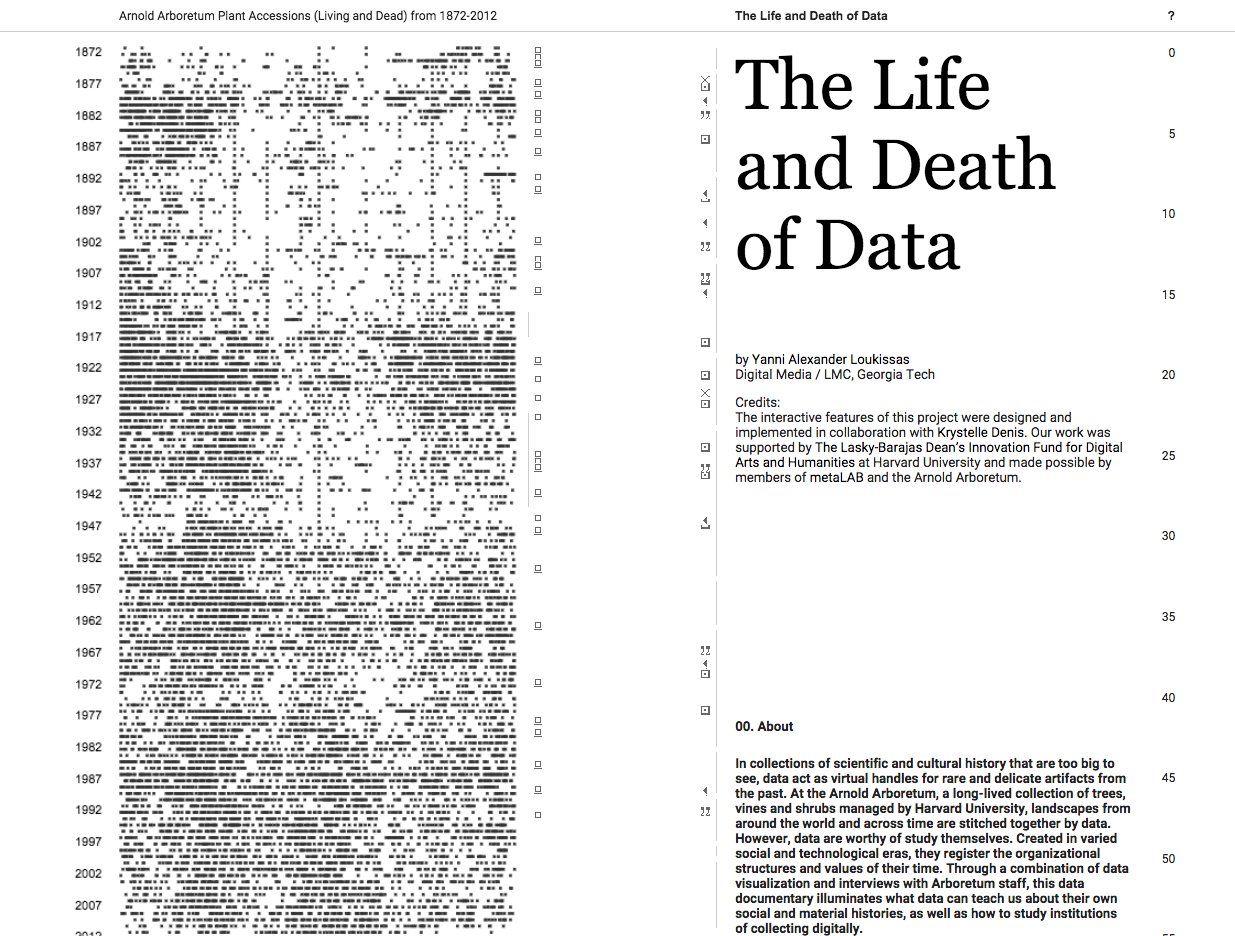 Arnold Arboretum Plant Accessions (Living and Dead) from 1872-2012
The Life and Death of Data
?
1872
1877
1882
1887
1892
1897
1902
1907
1912
1917
1922
1927
1932
1937
1942
1947
1952
1957
1962
1967
1972
1977
1982
1987
1992
1997
2002
2007
2012
The Life
and Death
of Data
by Yanni Alexander Loukissas
Digital Media / LMC, Georgia Tech
Credits:
The interactive features of this project were designed and
implemented in collaboration with Krystelle Denis. Our work was
supported by The Lasky-Barajas Dean's Innovation Fund for Digital
Arts and Humanities at Harvard University and made possible by
members of metaLAB and the Arnold Arboretum.
00. About
In collections of scientific and cultural history that are too big to
see, data act as virtual handles for rare and delicate artifacts from
the past. At the Arnold Arboretum, a long-lived collection of trees,
vines and shrubs managed by Harvard University, landscapes from
around the world and across time are stitched together by data.
However, data are worthy of study themselves. Created in varied
social and technological eras, they register the organizational
structures and values of their time. Through a combination of data
visualization and interviews with Arboretum staff, this data
documentary illuminates what data can teach us about their own
social and material histories, as well as how to study institutions
of collecting digitally.
0
5
10
15
20
25
30
35
40
45
50
55